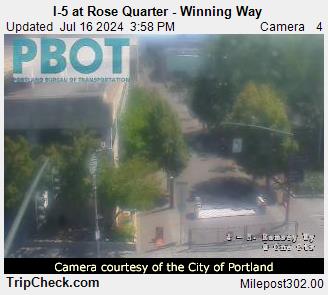 I-5 at Rose Quarter - Winning Way
Updated Jul 16 2024 3:58 PM Camera 4
PBOT
PORTLAND BUREAU OF TRANSPORTATION
Camera courtesy of the City of Portland
TripCheck.com Milepost302.00